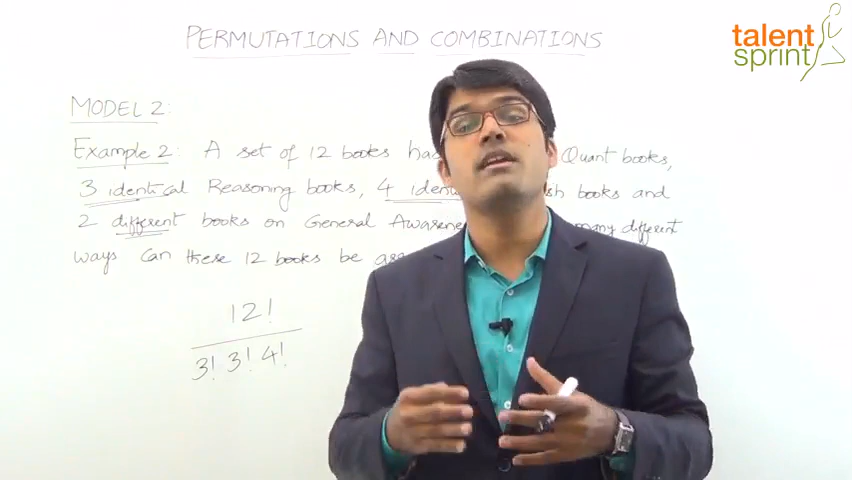 PERMUTATIONS AND COMBINATIONS
talent
sprint
MODEL 2:
Example 2: A set of 12 books has Quant books,
3 identical Reasoning books, 4 books and
2 different books on General many different
ways can these 12 books be
12!
3! 3! 4!